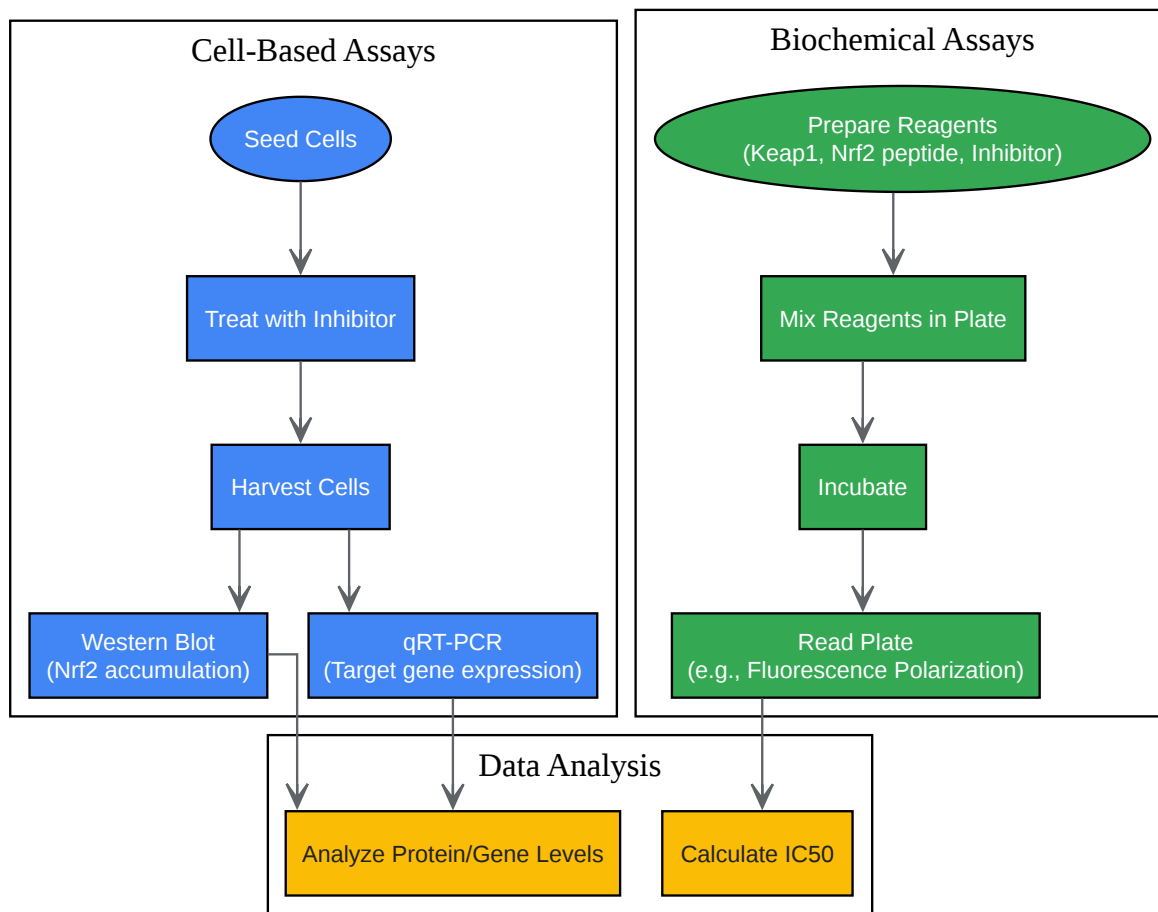 Cell-Based Assays
Seed Cells
Treat with Inhibitor
Harvest Cells
Western Blot
(Nrf2 accumulation)
qRT-PCR
(Target gene expression)
Biochemical Assays
Prepare Reagents
(Keap1, Nrf2 peptide, Inhibitor)
Mix Reagents in Plate
Incubate
Read Plate
(e.g., Fluorescence Polarization)
Data Analysis
Analyze Protein/Gene Levels
Calculate IC50